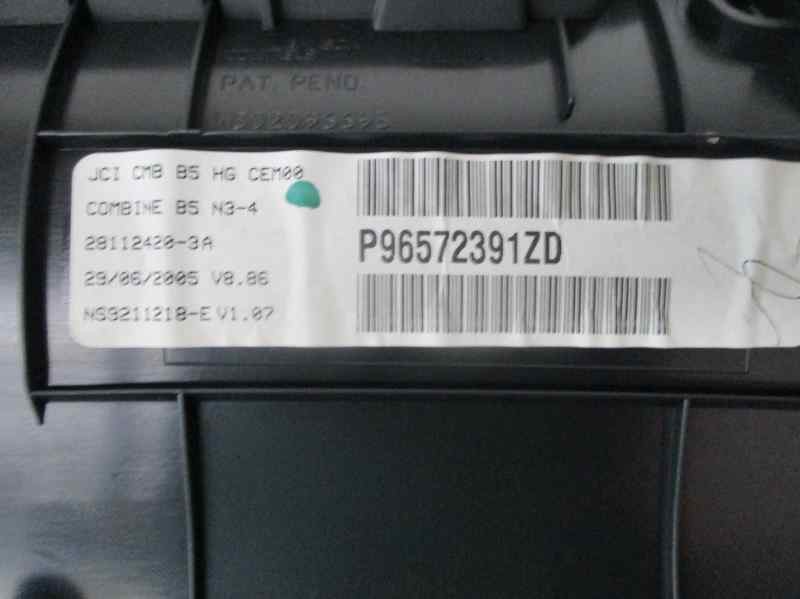 PAT. PEND.
JCI CMB B5 HG CEM00
COMBINE B5 N3-4
28112420-3A
29/06/2005 V8.86
NS9211218-E V1.07
P96572391ZD